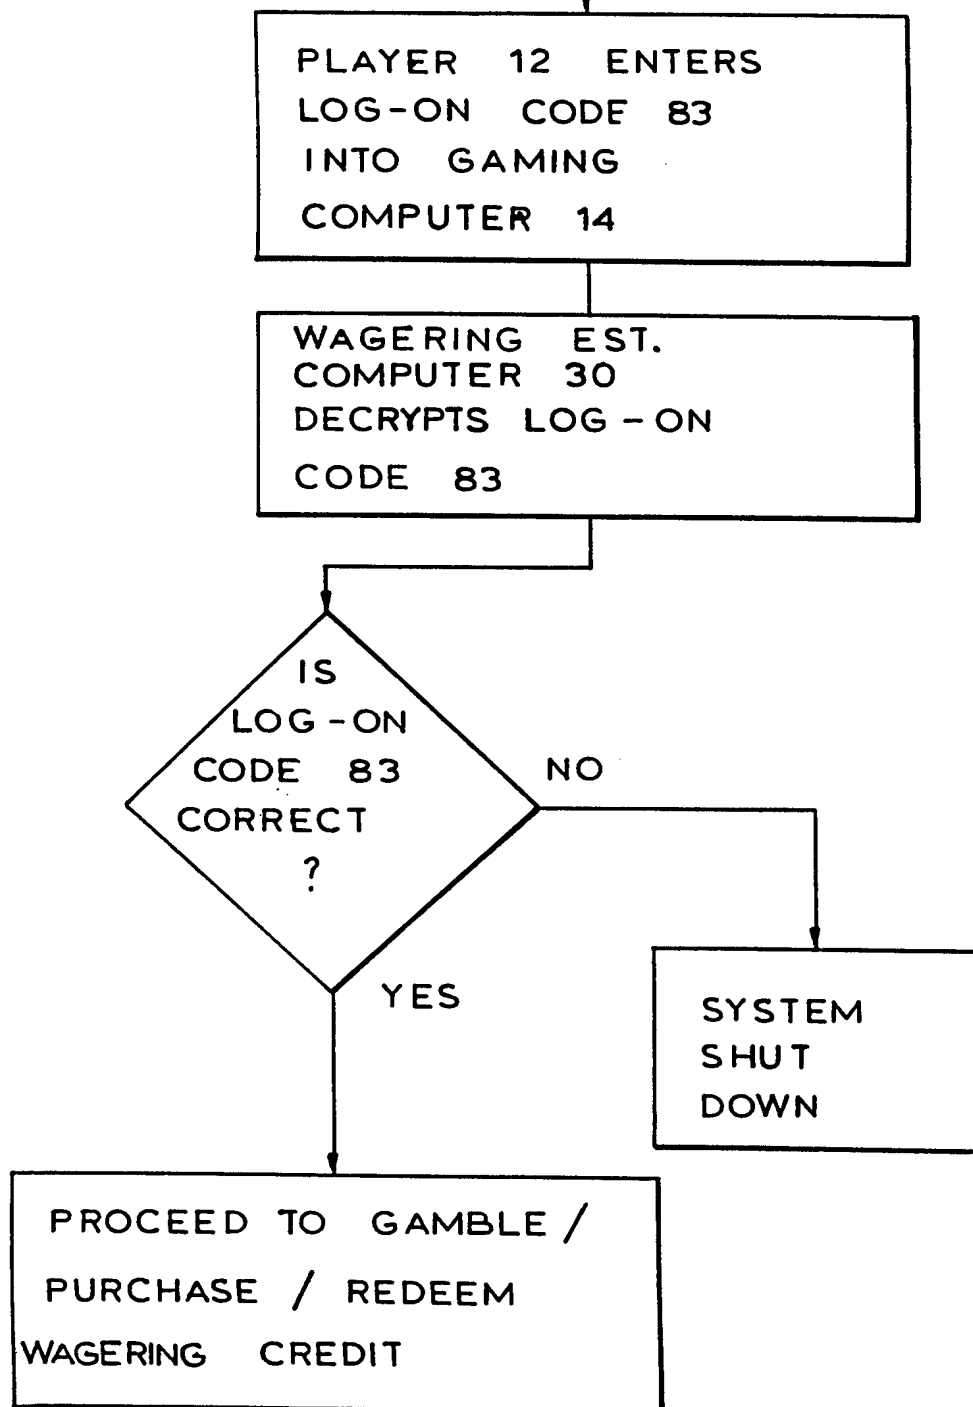 PLAYER 12 ENTERS
LOG-ON CODE 83
INTO GAMING
COMPUTER 14
WAGERING EST.
COMPUTER 30
DECRYPTS LOG-ON
CODE 83
IS
LOG-ON
CODE 83
CORRECT
?
NO
YES
SYSTEM
SHUT
DOWN
PROCEED TO GAMBLE /
PURCHASE / REDEEM
WAGERING CREDIT